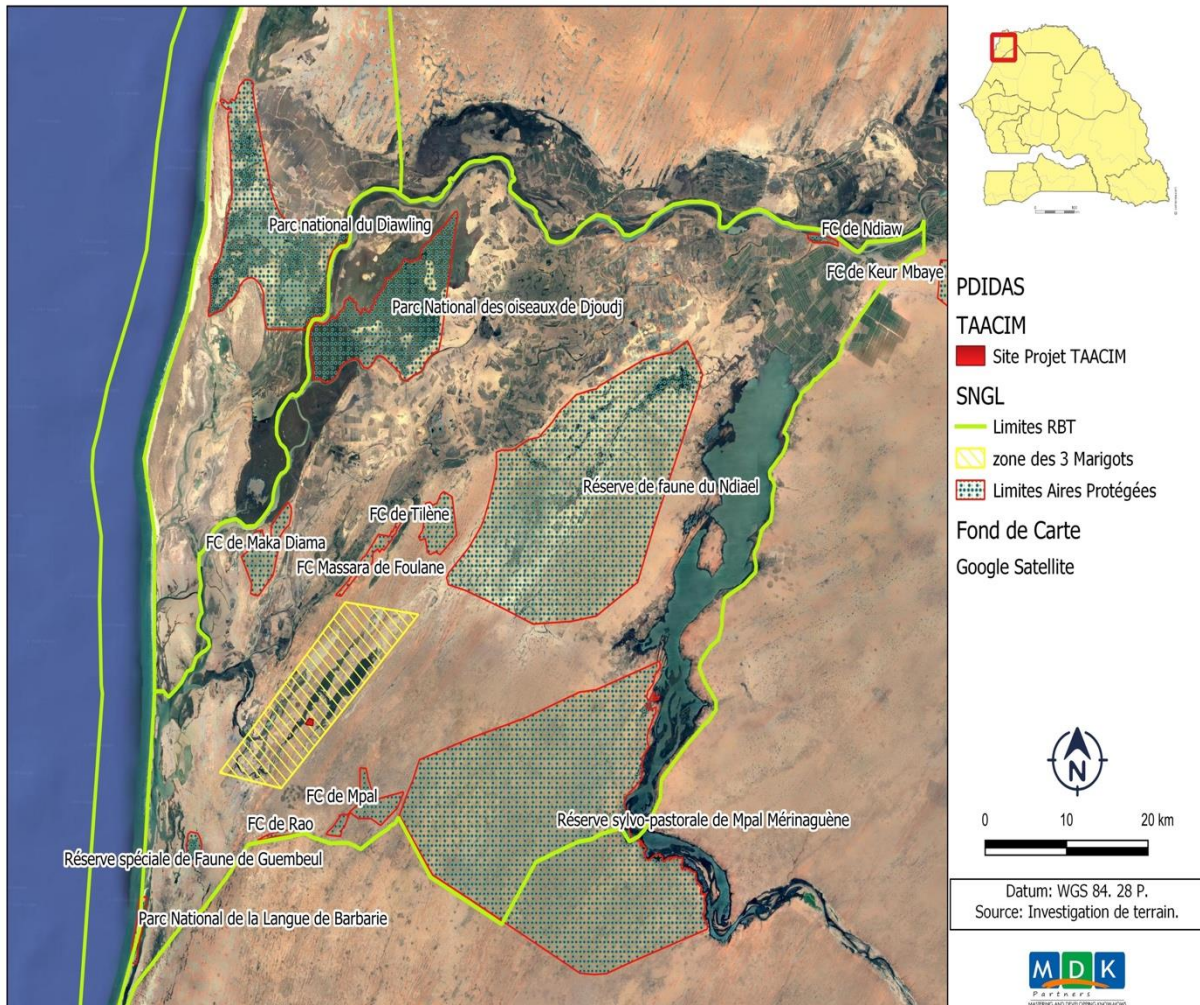 Parc national du Diawling
FC de Ndiaw
FC de Keur Mbaye
Parc National des oiseaux de Djoudj
Réserve de faune du Ndiael
FC de Tilène
FC de Maka Diama
FC Massara de Foulane
FC de Mpal
FC de Rao
Réserve sylvo-pastorale de Mpal Mérinaguène
Réserve spéciale de Faune de Guembeul
Parc National de la Langue de Barbarie
PDIDAS
TAACIM
Site Projet TAACIM
SNGL
Limites RBT
zone des 3 Marigots
Limites Aires Protégées
Fond de Carte
Google Satellite
N
0 10 20 km
Datum: WGS 84. 28 P.
Source: Investigation de terrain.
MDK
Partners